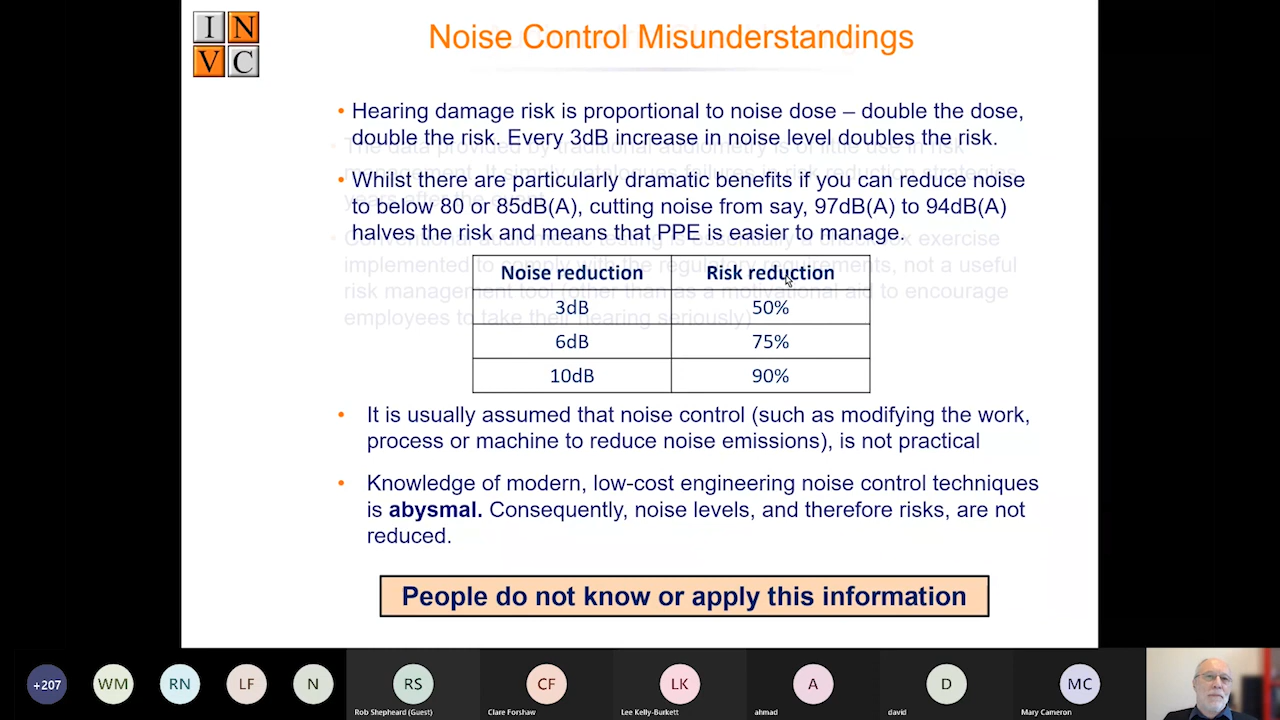 I N
V C
Noise Control Misunderstandings
• Hearing damage risk is proportional to noise dose – double the dose,
double the risk. Every 3dB increase in noise level doubles the risk.
• Whilst there are particularly dramatic benefits if you can reduce noise
to below 80 or 85dB(A), cutting noise from say, 97dB(A) to 94dB(A)
halves the risk and means that PPE is easier to manage.
Noise reduction Risk reduction
3dB 50%
6dB 75%
10dB 90%
• It is usually assumed that noise control (such as modifying the work,
process or machine to reduce noise emissions), is not practical
• Knowledge of modern, low-cost engineering noise control techniques
is abysmal. Consequently, noise levels, and therefore risks, are not
reduced.
People do not know or apply this information
+207 WM RN LF N RS CF LK A D MC
Rob Shepheard (Guest) Clare Forshaw Lee Kelly-Burkett ahmad david Mary Cameron